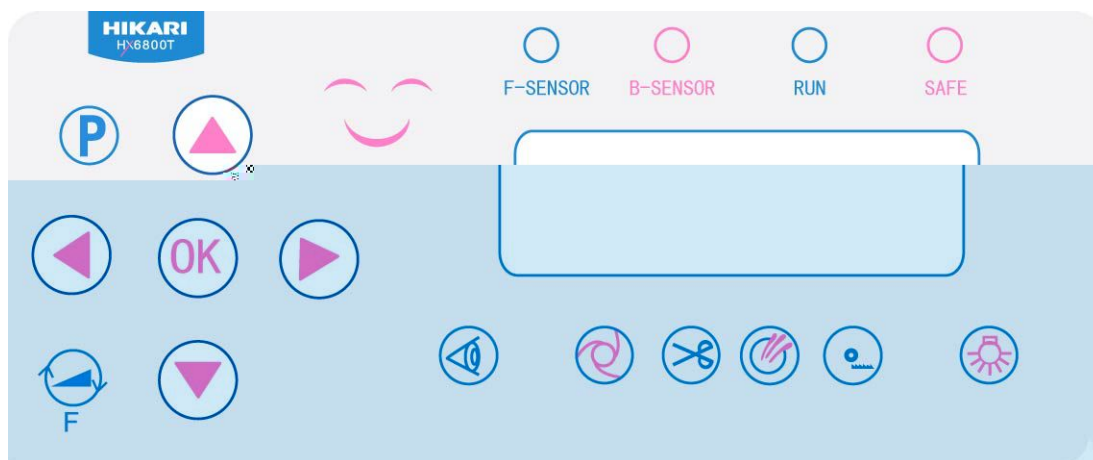 HIKARI
HX6800T
F-SENSOR B-SENSOR RUN SAFE
P
OK
F